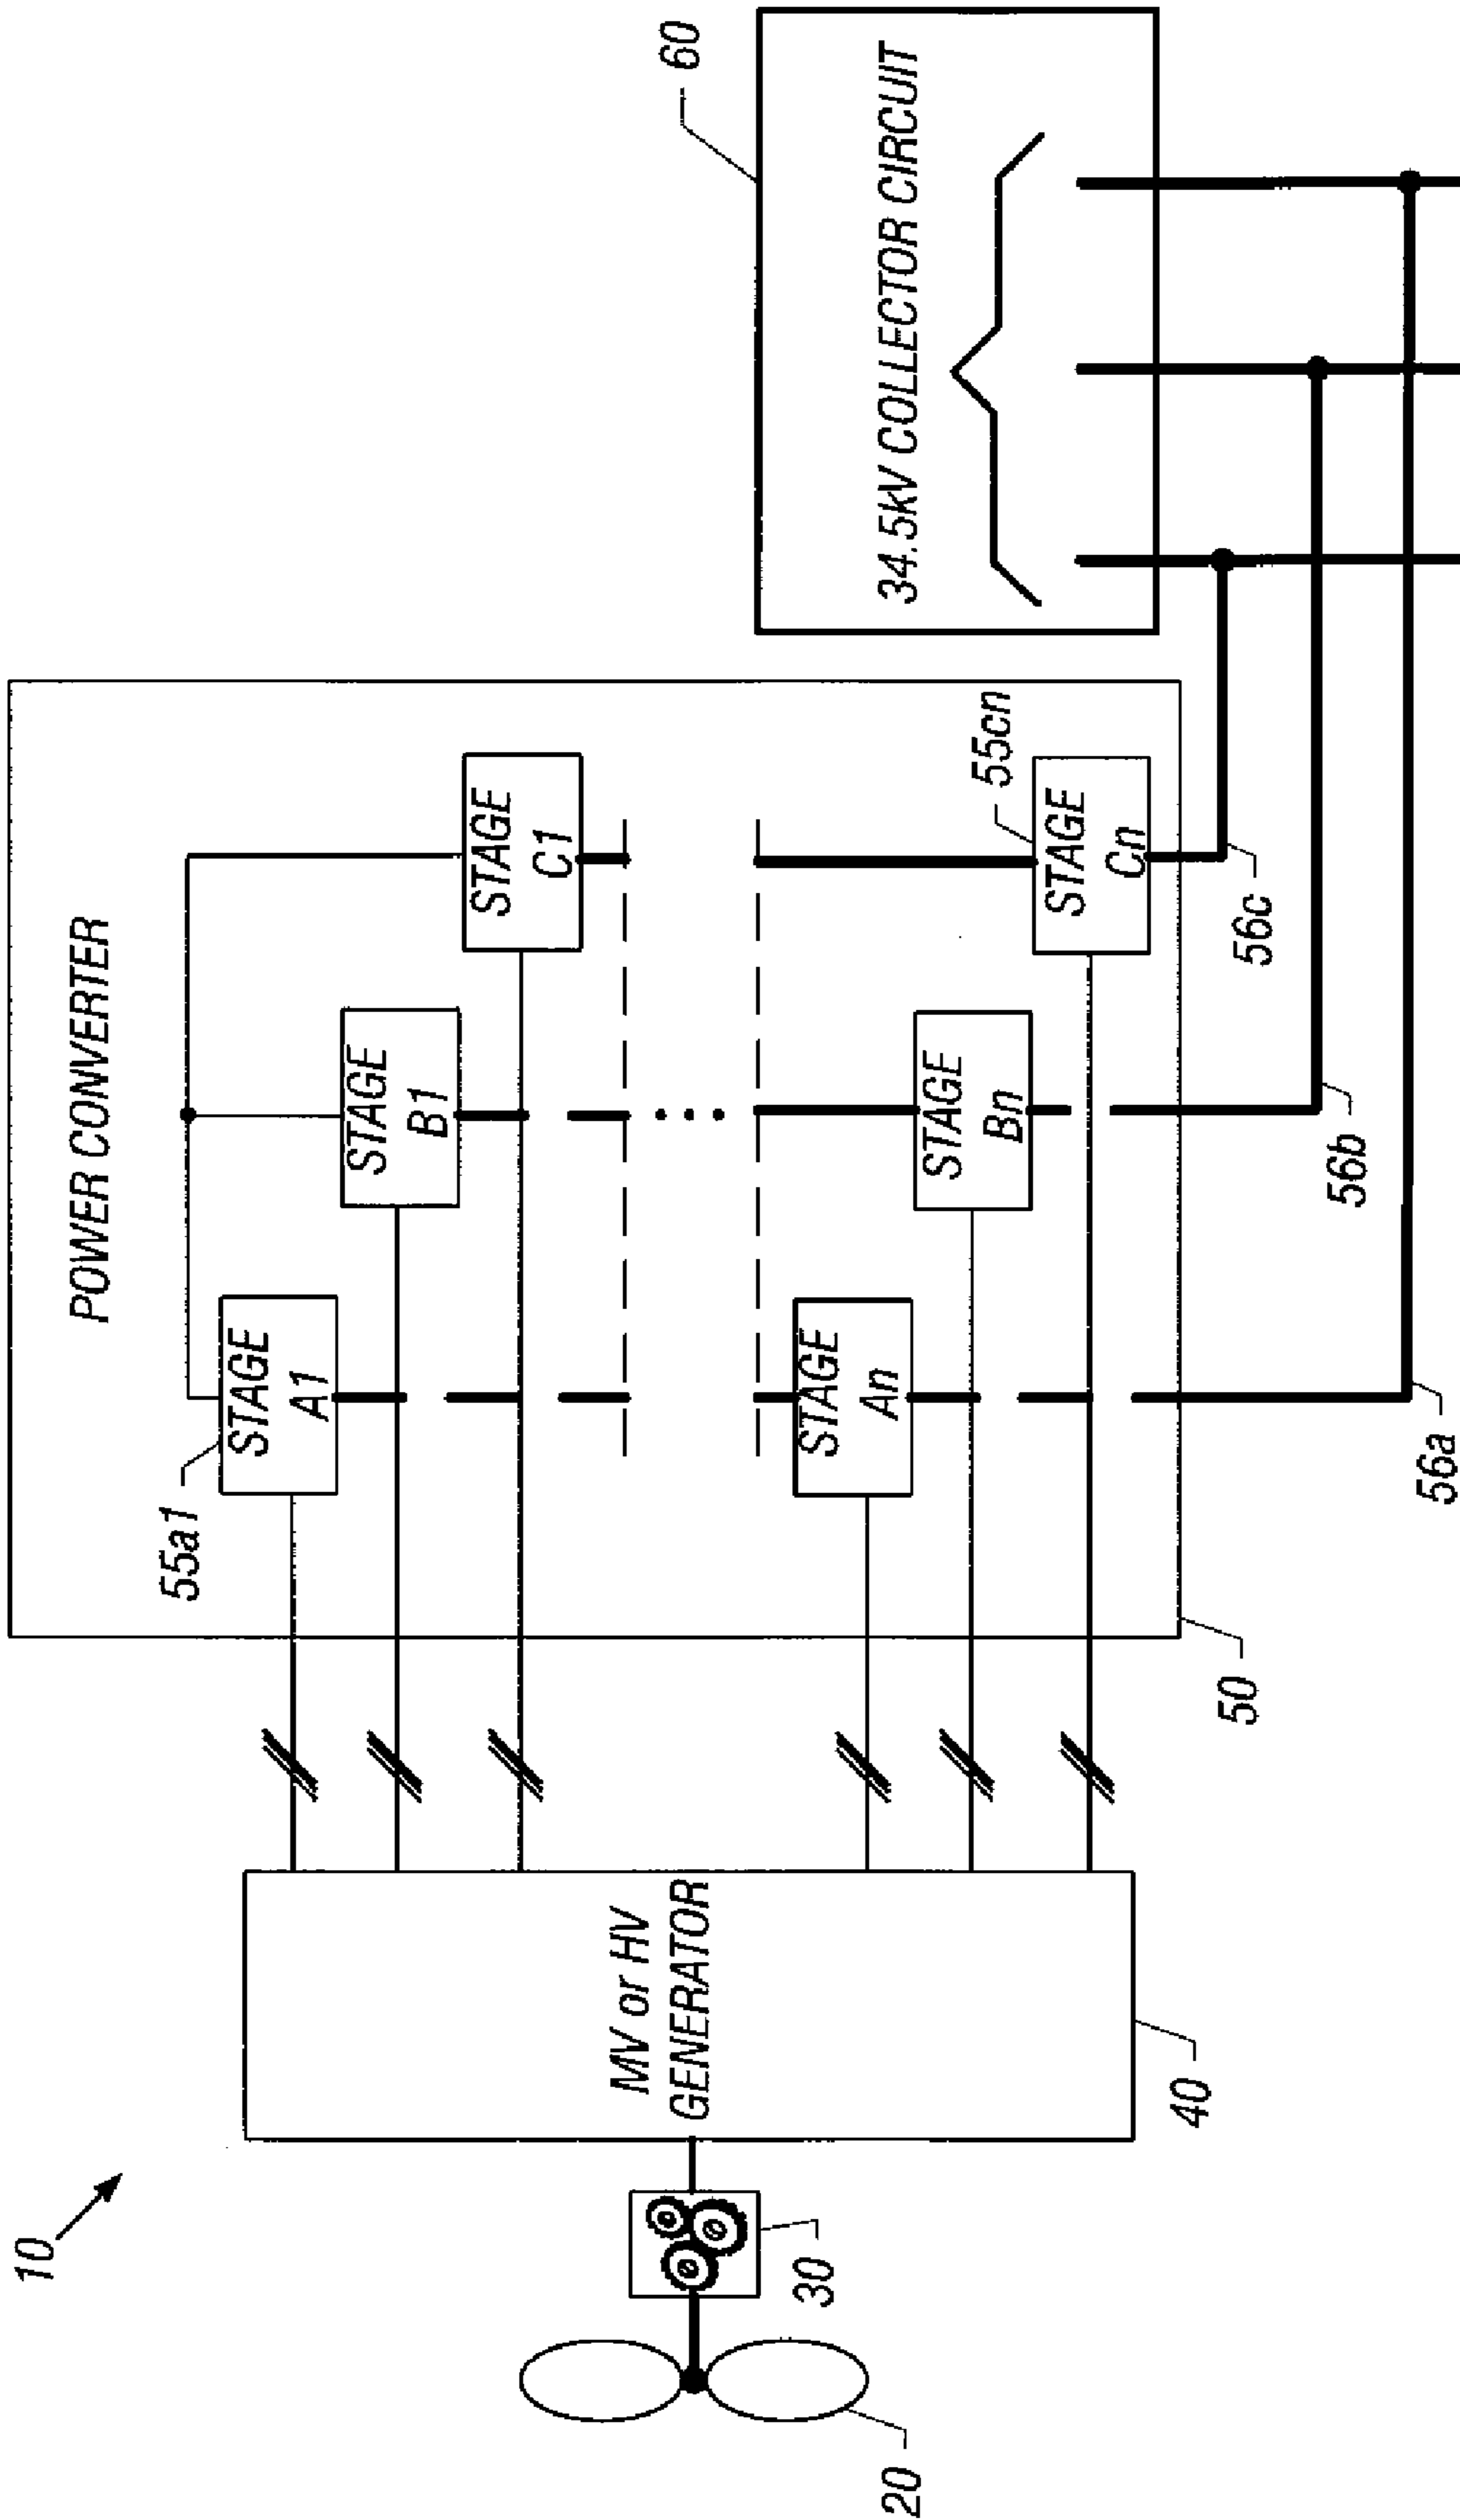 10
POWER CONVERTER
55a1
STAGE
A1
STAGE
B1
STAGE
C1
STAGE
An
STAGE
Bn
STAGE
Cn
55cn
MV or HV
GENERATOR
20
30
40
50
56a
56b
56c
60
34.5kV COLLECTOR CIRCUIT